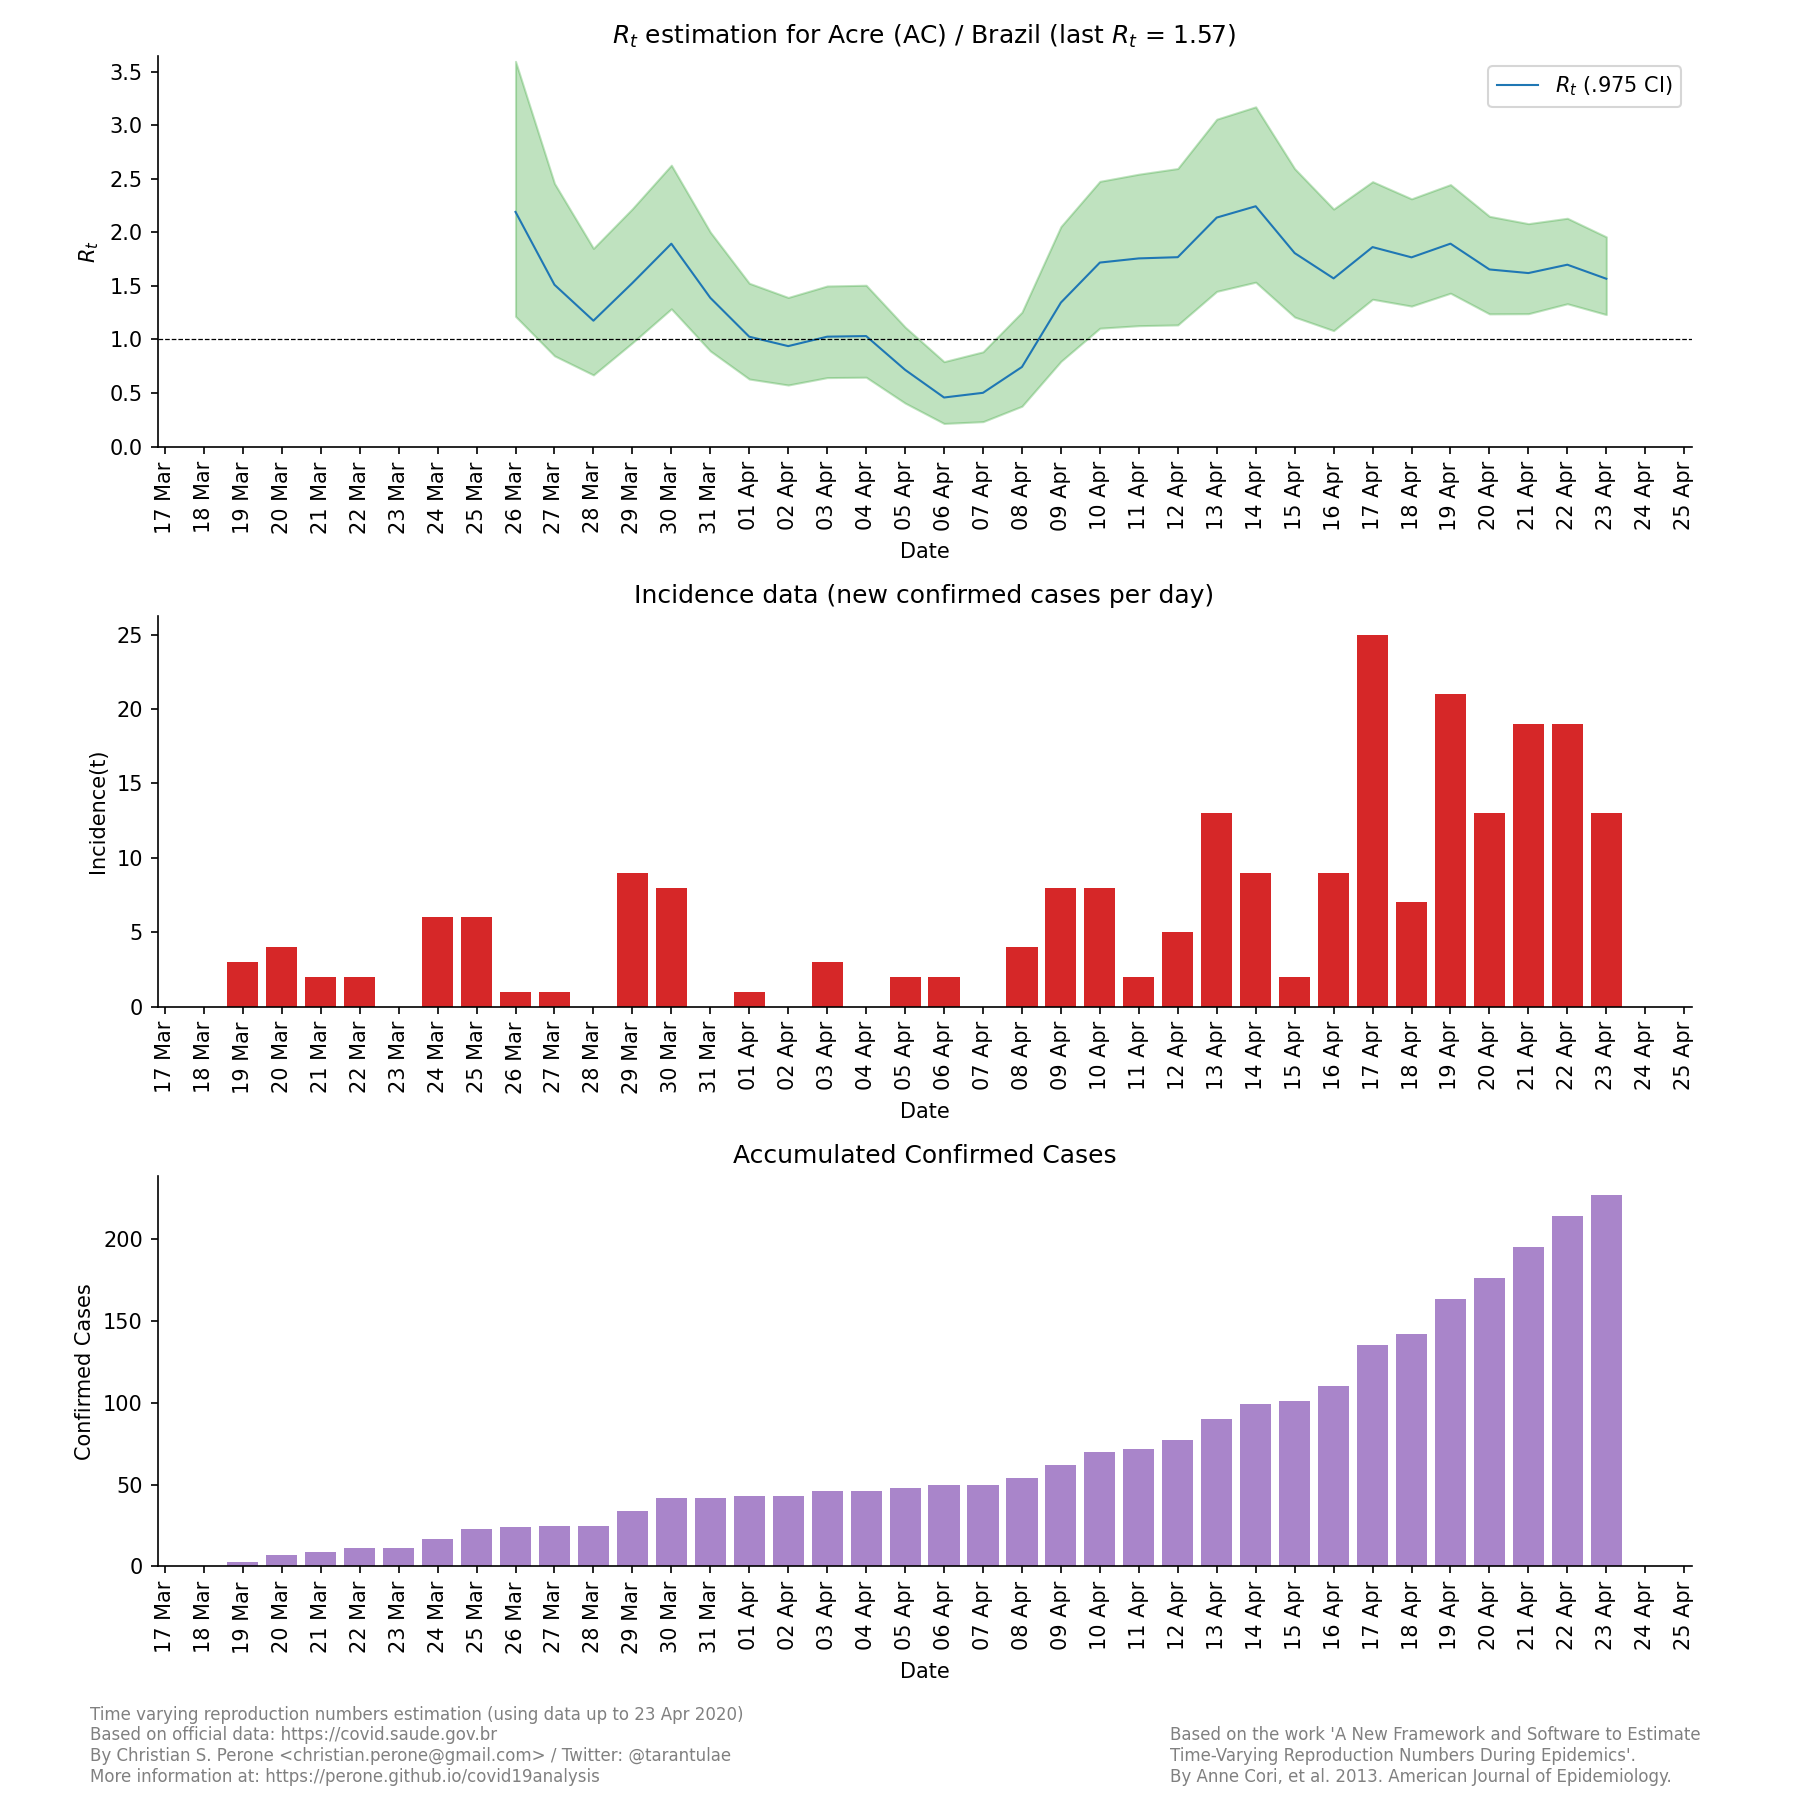 Rt estimation for Acre (AC) / Brazil (last Rt = 1.57)
Rt (.975 CI)
Rt
3.5
3.0
2.5
2.0
1.5
1.0
0.5
0.0
17 Mar 18 Mar 19 Mar 20 Mar 21 Mar 22 Mar 23 Mar 24 Mar 25 Mar 26 Mar 27 Mar 28 Mar 29 Mar 30 Mar 31 Mar 01 Apr 02 Apr 03 Apr 04 Apr 05 Apr 06 Apr 07 Apr 08 Apr 09 Apr 10 Apr 11 Apr 12 Apr 13 Apr 14 Apr 15 Apr 16 Apr 17 Apr 18 Apr 19 Apr 20 Apr 21 Apr 22 Apr 23 Apr 24 Apr 25 Apr
Date
Incidence data (new confirmed cases per day)
Incidence(t)
25
20
15
10
5
0
17 Mar 18 Mar 19 Mar 20 Mar 21 Mar 22 Mar 23 Mar 24 Mar 25 Mar 26 Mar 27 Mar 28 Mar 29 Mar 30 Mar 31 Mar 01 Apr 02 Apr 03 Apr 04 Apr 05 Apr 06 Apr 07 Apr 08 Apr 09 Apr 10 Apr 11 Apr 12 Apr 13 Apr 14 Apr 15 Apr 16 Apr 17 Apr 18 Apr 19 Apr 20 Apr 21 Apr 22 Apr 23 Apr 24 Apr 25 Apr
Date
Accumulated Confirmed Cases
Confirmed Cases
200
150
100
50
0
17 Mar 18 Mar 19 Mar 20 Mar 21 Mar 22 Mar 23 Mar 24 Mar 25 Mar 26 Mar 27 Mar 28 Mar 29 Mar 30 Mar 31 Mar 01 Apr 02 Apr 03 Apr 04 Apr 05 Apr 06 Apr 07 Apr 08 Apr 09 Apr 10 Apr 11 Apr 12 Apr 13 Apr 14 Apr 15 Apr 16 Apr 17 Apr 18 Apr 19 Apr 20 Apr 21 Apr 22 Apr 23 Apr 24 Apr 25 Apr
Date
Time varying reproduction numbers estimation (using data up to 23 Apr 2020)
Based on official data: https://covid.saude.gov.br
By Christian S. Perone <christian.perone@gmail.com> / Twitter: @tarantulae
More information at: https://perone.github.io/covid19analysis
Based on the work 'A New Framework and Software to Estimate
Time-Varying Reproduction Numbers During Epidemics'.
By Anne Cori, et al. 2013. American Journal of Epidemiology.